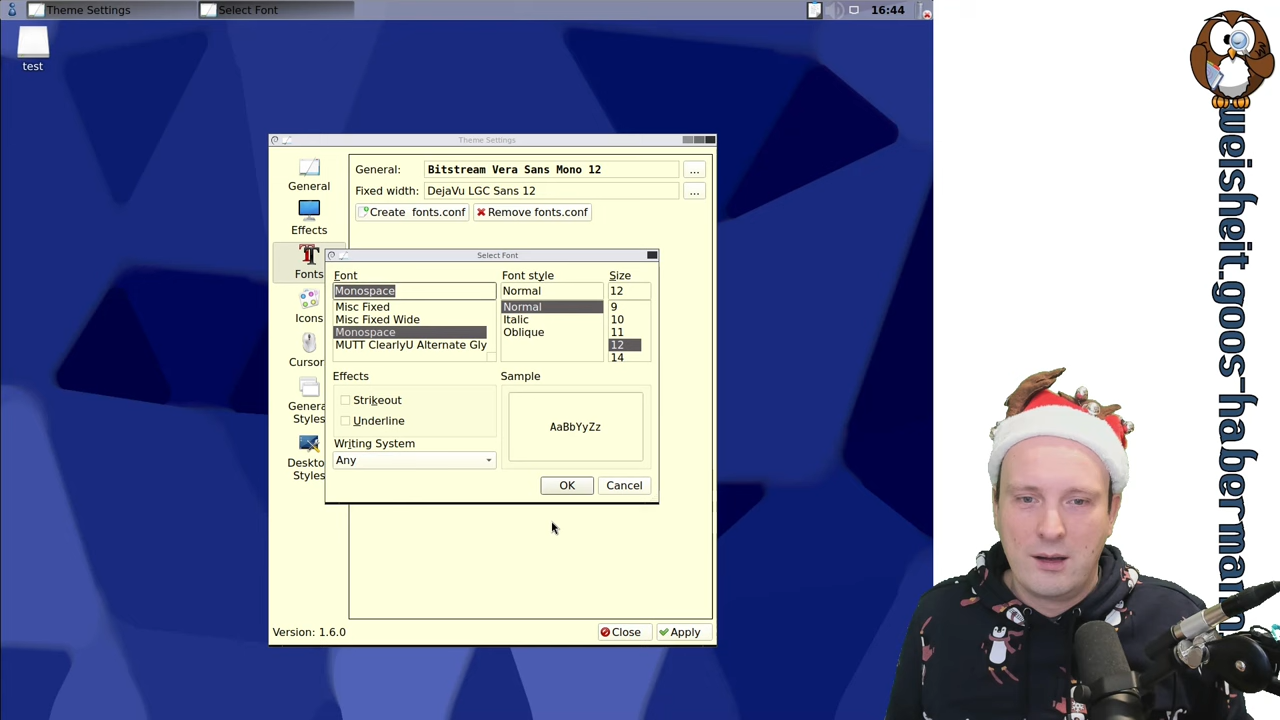 Theme Settings
Select Font
16:44
test
Theme Settings
General
Effects
Fonts
Icons
Cursor
General
Styles
Deskto
Styles
General:
Bitstream Vera Sans Mono 12
...
Fixed width:
DejaVu LGC Sans 12
...
Create fonts.conf
Remove fonts.conf
Select Font
Font
Font style
Size
Monospace
Normal
12
Misc Fixed
Misc Fixed Wide
Monospace
MUTT ClearlyU Alternate Gly
Normal
Italic
Oblique
9
10
11
12
14
Effects
Strikeout
Underline
Sample
AaBbYyZz
Writing System
Any
OK
Cancel
Version: 1.6.0
Close
Apply
weisheit.goos-habermann